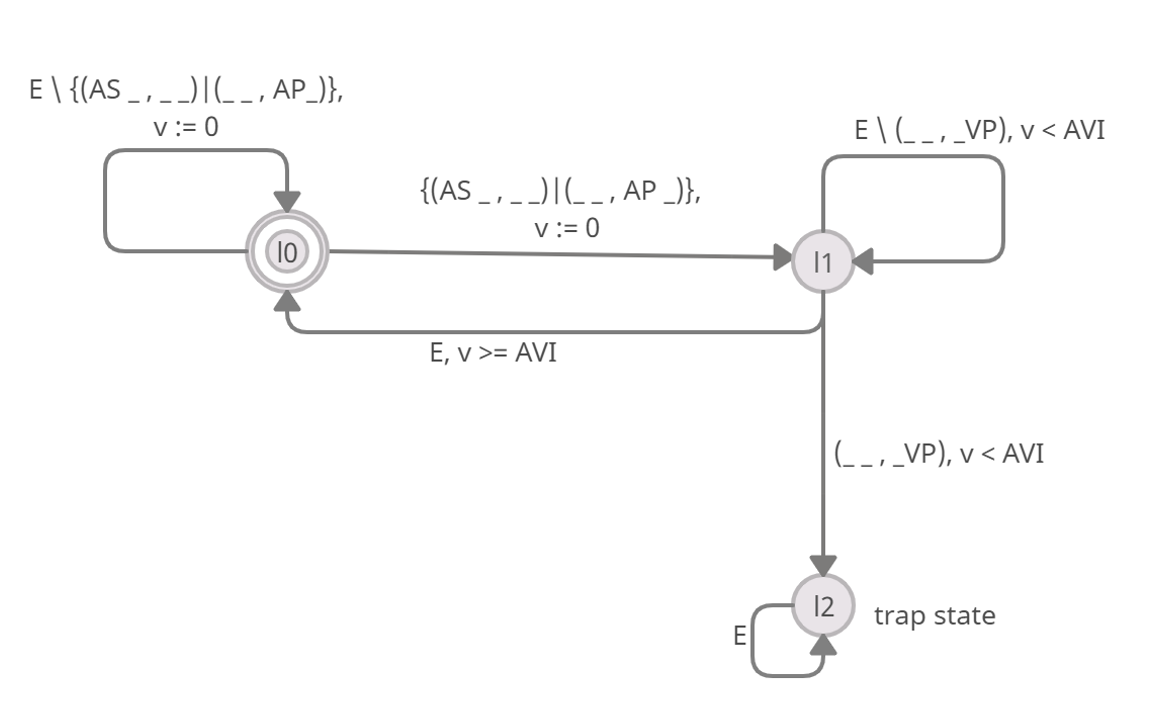 E \ {(AS _ , _ _)|(_ _ , AP_)},
v := 0
E \ (_ _ , _VP), v < AVI
{(AS _ , _ _)|(_ _ , AP _)},
v := 0
l0
l1
E, v >= AVI
(_ _ , _VP), v < AVI
l2
trap state
E